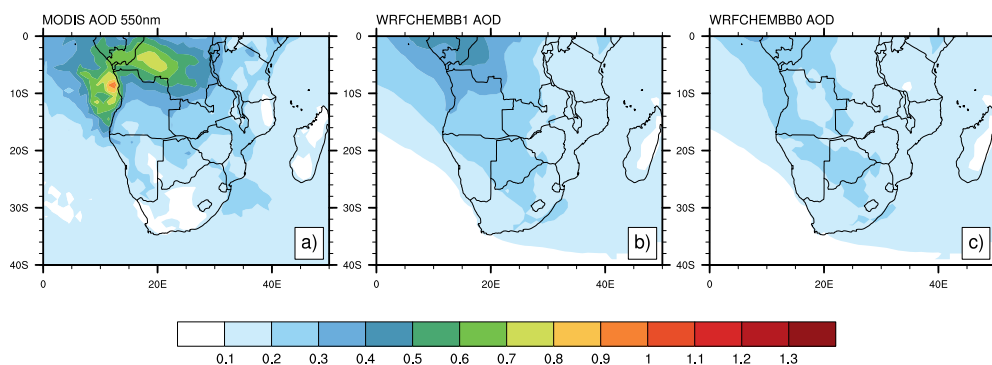 MODIS AOD 550nm
WRFCHEMBB1 AOD
WRFCHEMBB0 AOD
0
0
0
10S
10S
10S
20S
20S
20S
30S
30S
30S
40S
40S
40S
a)
b)
c)
0 20E 40E
0 20E 40E
0 20E 40E
0.1 0.2 0.3 0.4 0.5 0.6 0.7 0.8 0.9 1 1.1 1.2 1.3